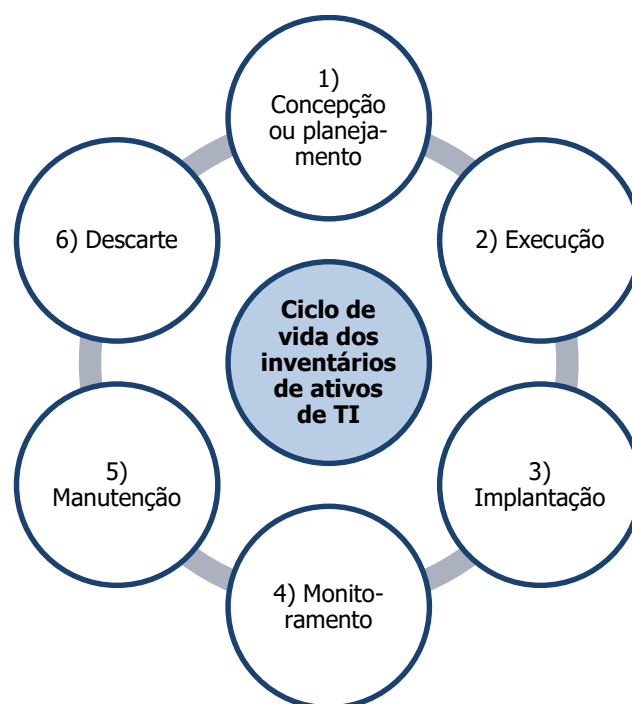 1)
Concepção
ou planeja-
mento
2) Execução
3)
Implantação
4) Monito-
ramento
5)
Manutenção
6) Descarte
Ciclo de
vida dos
inventários
de ativos
de TI